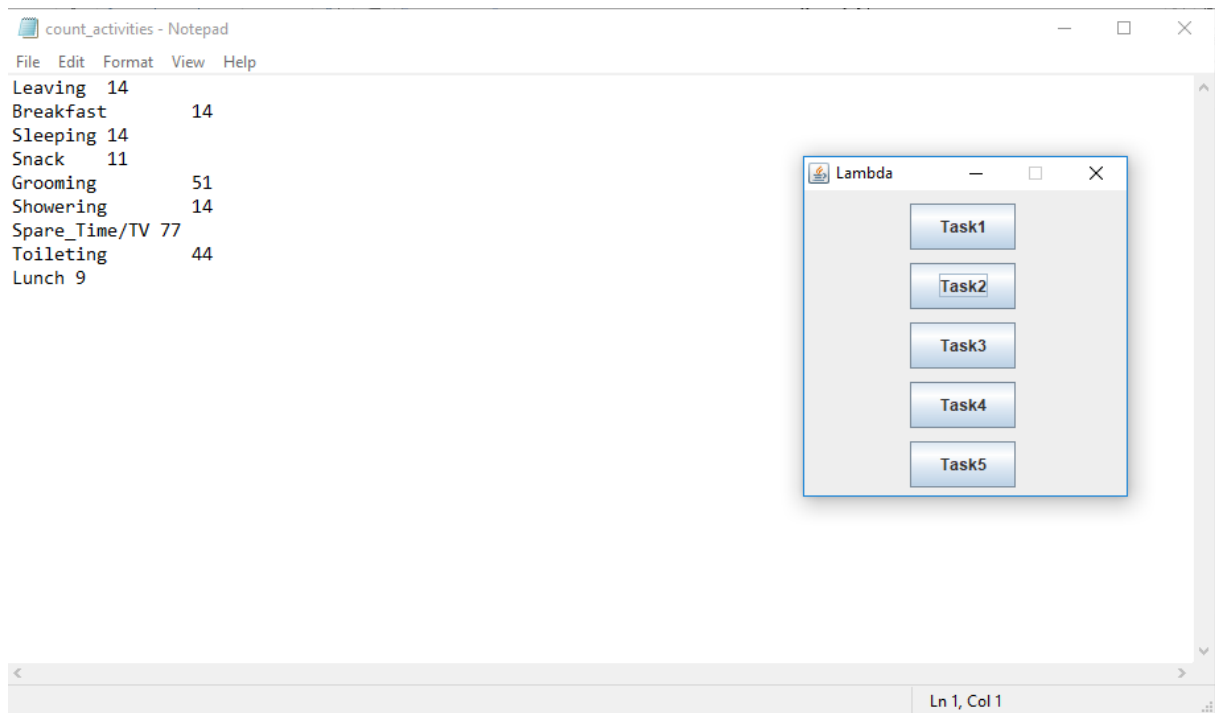 count_activities - Notepad
File Edit Format View Help
Leaving 14
Breakfast 14
Sleeping 14
Snack 11
Grooming 51
Showering 14
Spare_Time/TV 77
Toileting 44
Lunch 9
Lambda
Task1
Task2
Task3
Task4
Task5
Ln 1, Col 1